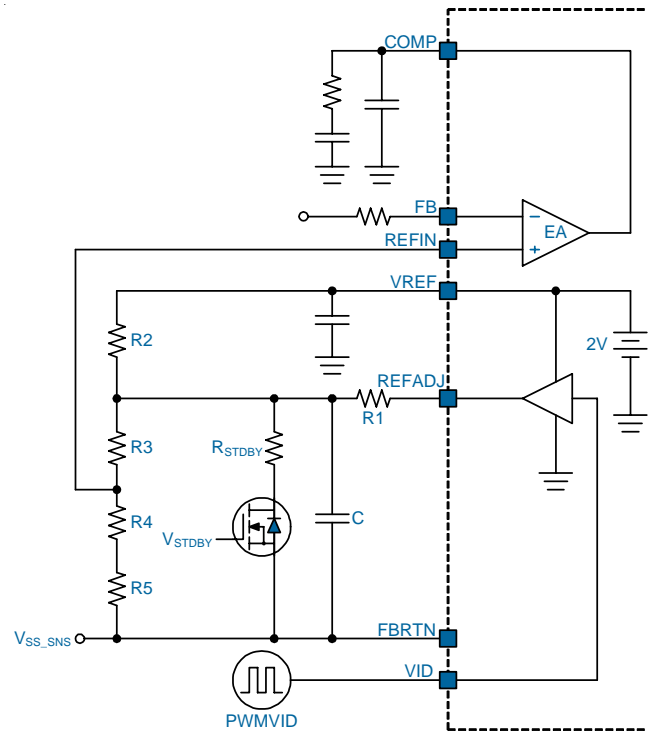 COMP
FB
EA
REFIN
VREF
R2
2V
REFADJ
R1
R3
RSTDBY
R4
C
VSTDBY
R5
VSS_SNS
FBRTN
VID
PWMVID